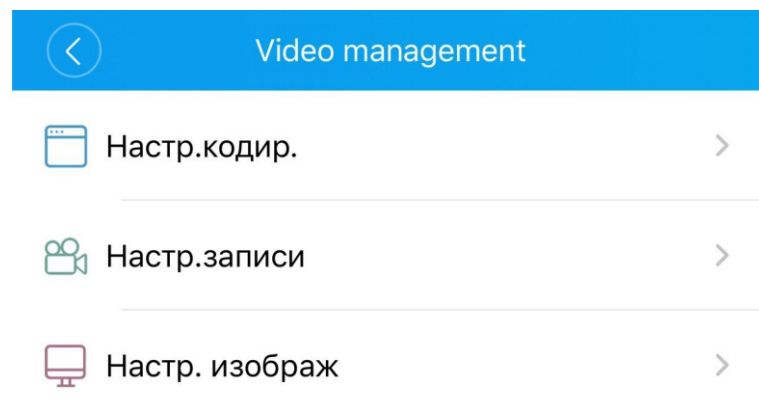 Video management
Настр.кодир.
Настр.записи
Настр. изображ